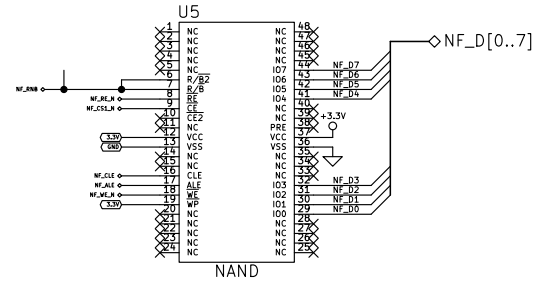 U5
1 NC NC 48
2 NC NC 47
3 NC NC 46
4 NC NC 45
5 NC IO7 44 NF_D7
6 R/B2 IO6 43 NF_D6
NF_RNB 7 R/B IO5 42 NF_D5
NF_RE_N 8 RE IO4 41 NF_D4
NF_CS1_N 9 CE NC 40
10 CE2 NC 39
11 NC PRE 38
3.3V 12 VCC VCC 37 +3.3V
GND 13 VSS VSS 36
14 NC NC 35
15 NC NC 34
NF_CLE 16 CLE NC 33
NF_ALE 17 ALE IO3 32 NF_D3
NF_WE_N 18 WE IO2 31 NF_D2
3.3V 19 WP IO1 30 NF_D1
20 NC IO0 29 NF_D0
21 NC NC 28
22 NC NC 27
23 NC NC 26
24 NC NC 25
NAND
NF_D[0..7]